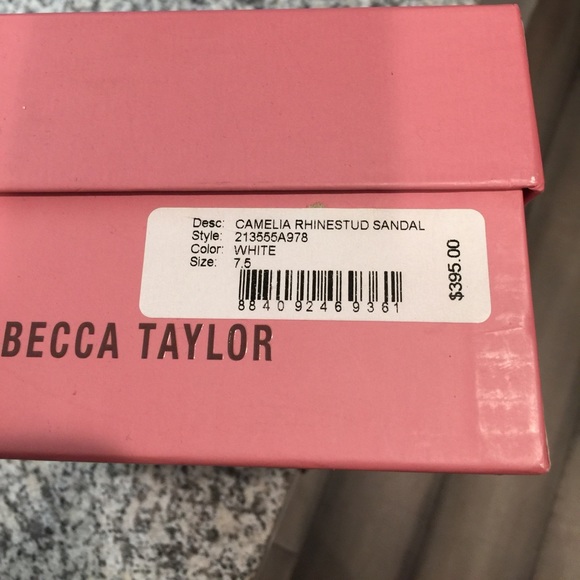 Desc: CAMELIA RHINESTUD SANDAL
Style: 213555A978
Color: WHITE
Size: 7.5
884092469361
$395.00
BECCA TAYLOR